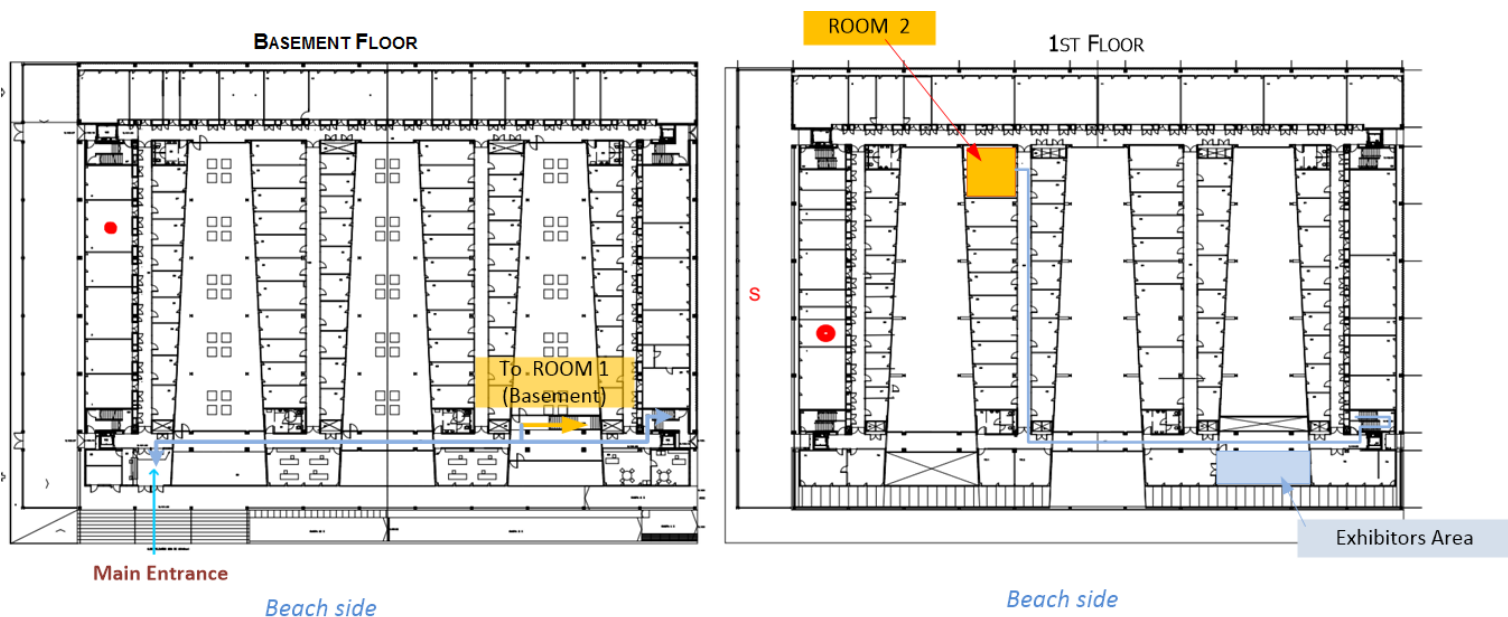 BASEMENT FLOOR
ROOM 2
1ST FLOOR
S
To ROOM 1
(Basement)
Main Entrance
Beach side
Exhibitors Area
Beach side